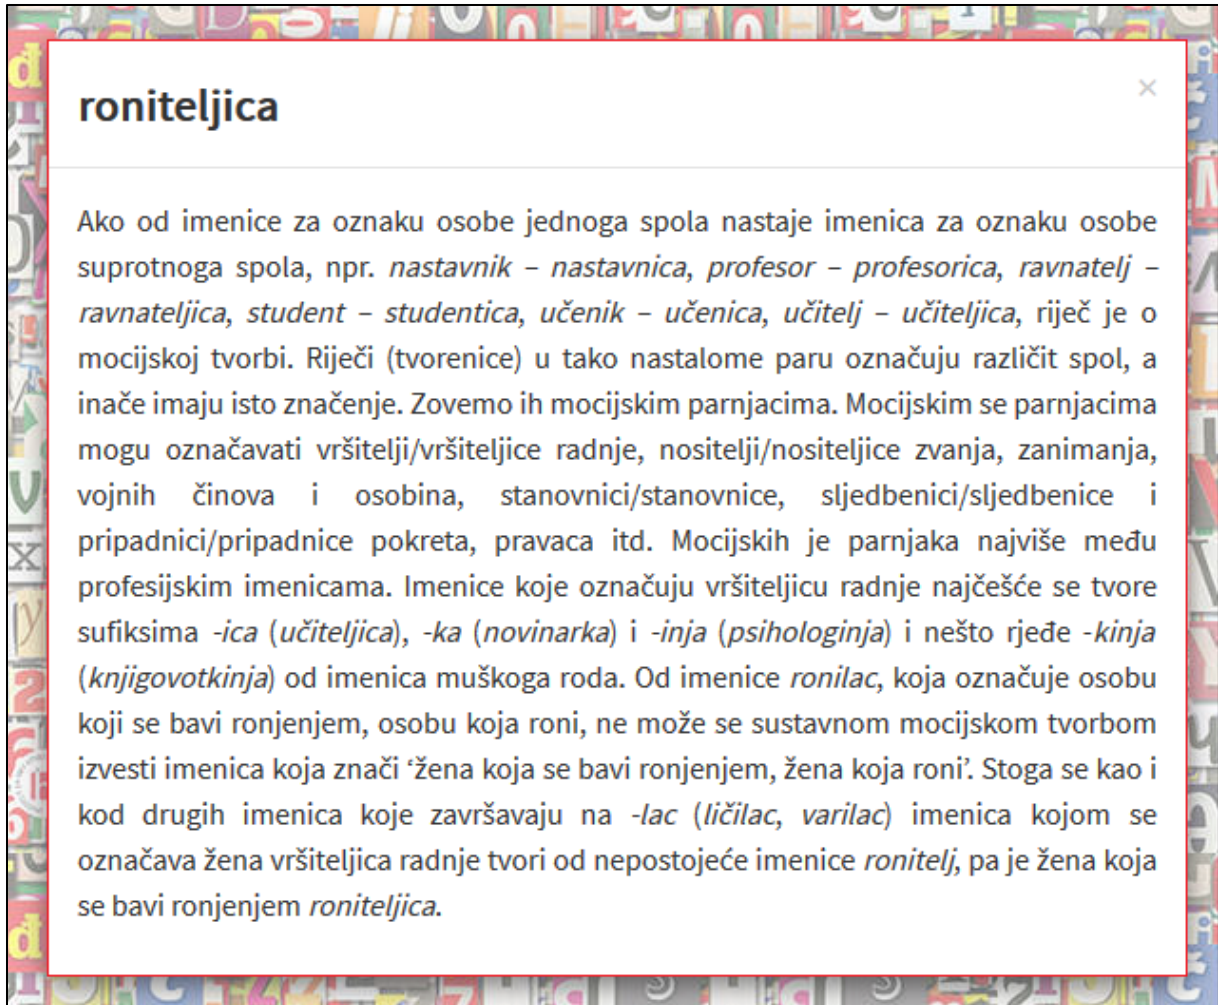 roniteljica
×
Ako od imenice za oznaku osobe jednoga spola nastaje imenica za oznaku osobe
suprotnoga spola, npr. nastavnik – nastavnica, profesor – profesorica, ravnatelj –
ravnateljica, student – studentica, učenik – učenica, učitelj – učiteljica, riječ je o
mocijskoj tvorbi. Riječi (tvorenice) u tako nastalome paru označuju različit spol, a
inače imaju isto značenje. Zovemo ih mocijskim parnjacima. Mocijskim se parnjacima
mogu označavati vršitelji/vršiteljice radnje, nositelji/nositeljice zvanja, zanimanja,
vojnih činova i osobina, stanovnici/stanovnice, sljedbenici/sljedbenice i
pripadnici/pripadnice pokreta, pravaca itd. Mocijskih je parnjaka najviše među
profesijskim imenicama. Imenice koje označuju vršiteljicu radnje najčešće se tvore
sufiksima -ica (učiteljica), -ka (novinarka) i -inja (psihologinja) i nešto rjeđe -kinja
(knjigovotkinja) od imenica muškoga roda. Od imenice ronilac, koja označuje osobu
koji se bavi ronjenjem, osobu koja roni, ne može se sustavnom mocijskom tvorbom
izvesti imenica koja znači ‘žena koja se bavi ronjenjem, žena koja roni’. Stoga se kao i
kod drugih imenica koje završavaju na -lac (ličilac, varilac) imenica kojom se
označava žena vršiteljica radnje tvori od nepostojeće imenice ronitelj, pa je žena koja
se bavi ronjenjem roniteljica.